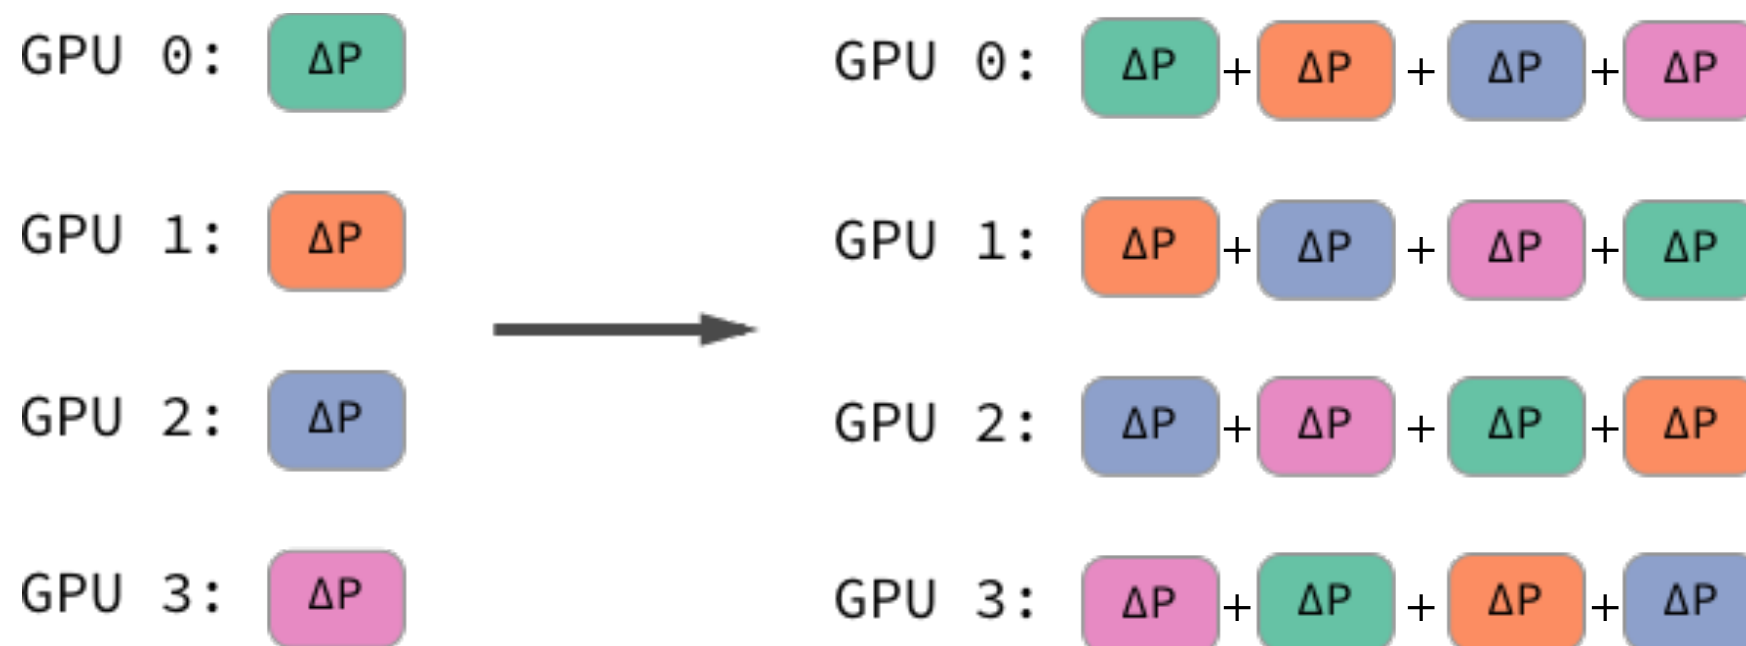 GPU 0: ΔP
GPU 1: ΔP
GPU 2: ΔP
GPU 3: ΔP
GPU 0: ΔP + ΔP + ΔP + ΔP
GPU 1: ΔP + ΔP + ΔP + ΔP
GPU 2: ΔP + ΔP + ΔP + ΔP
GPU 3: ΔP + ΔP + ΔP + ΔP